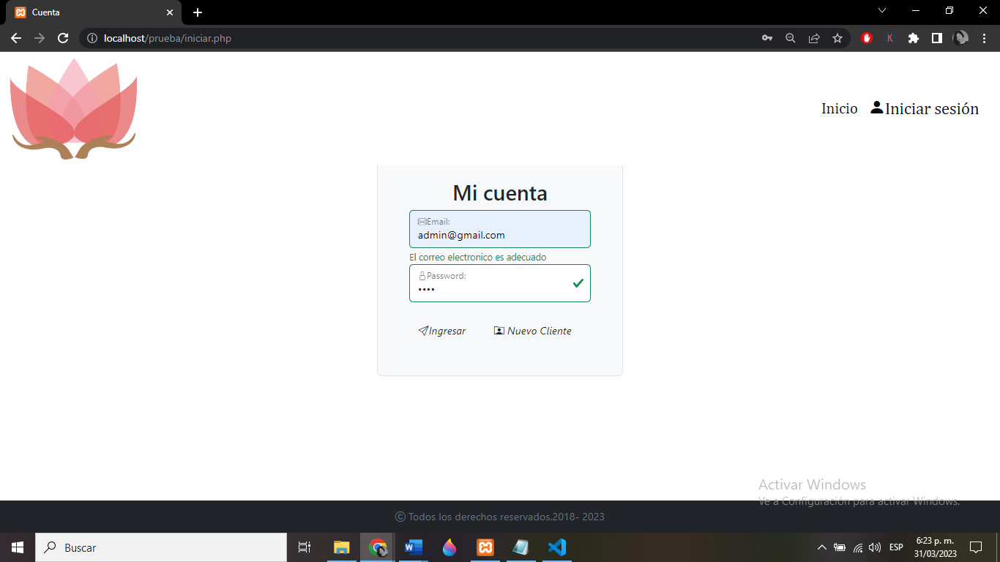 Cuenta
localhost/prueba/iniciar.php
K
Inicio Iniciar sesión
Mi cuenta
Email:
admin@gmail.com
El correo electronico es adecuado
Password:
••••
Ingresar Nuevo Cliente
Activar Windows
Ve a Configuración para activar Windows.
© Todos los derechos reservados.2018- 2023
Buscar
W
ESP
6:23 p. m.
31/03/2023